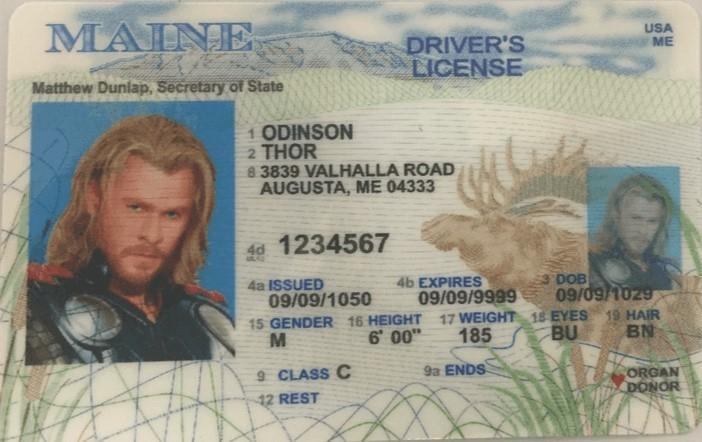 MAINE
DRIVER'S
LICENSE
USA
ME
Matthew Dunlap, Secretary of State
1 ODINSON
2 THOR
8 3839 VALHALLA ROAD
AUGUSTA, ME 04333
4d 1234567
4a ISSUED 4b EXPIRES 3 DOB
09/09/1050 09/09/9999 09/09/1029
15 GENDER 16 HEIGHT 17 WEIGHT 18 EYES 19 HAIR
M 6' 00" 185 BU BN
9 CLASS C 9a ENDS
12 REST
ORGAN
DONOR